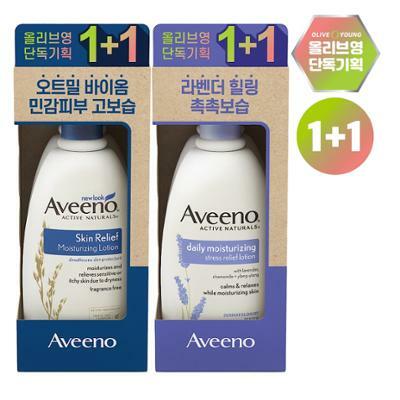 올리브영
단독기획
1+1
오트밀 바이옴
민감피부 고보습
new look
Aveeno
ACTIVE NATURALS
Skin Relief
Moisturizing Lotion
moisturizes and
relieves sensitive or
itchy skin due to dryness
fragrance free
Aveeno
올리브영
단독기획
1+1
라벤더 힐링
촉촉보습
Aveeno
ACTIVE NATURALS
daily moisturizing
stress relief lotion
with lavender,
chamomile + ylang-ylang
calms & relaxes
while moisturizing skin
Aveeno
OLIVE YOUNG
올리브영
단독기획
1+1